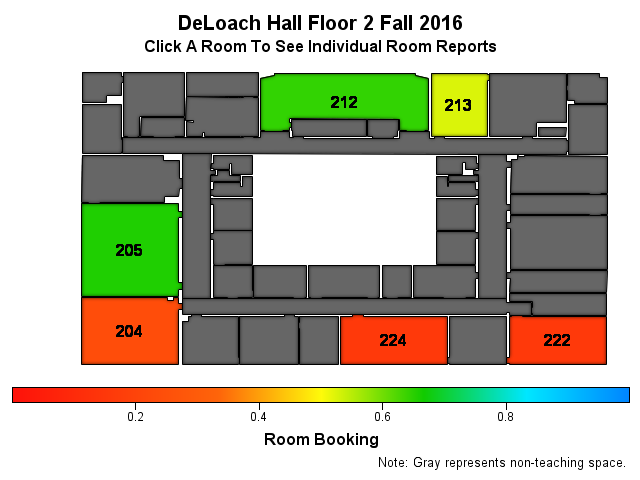 DeLoach Hall Floor 2 Fall 2016
Click A Room To See Individual Room Reports
212
213
205
204
224
222
0.2 0.4 0.6 0.8
Room Booking
Note: Gray represents non-teaching space.